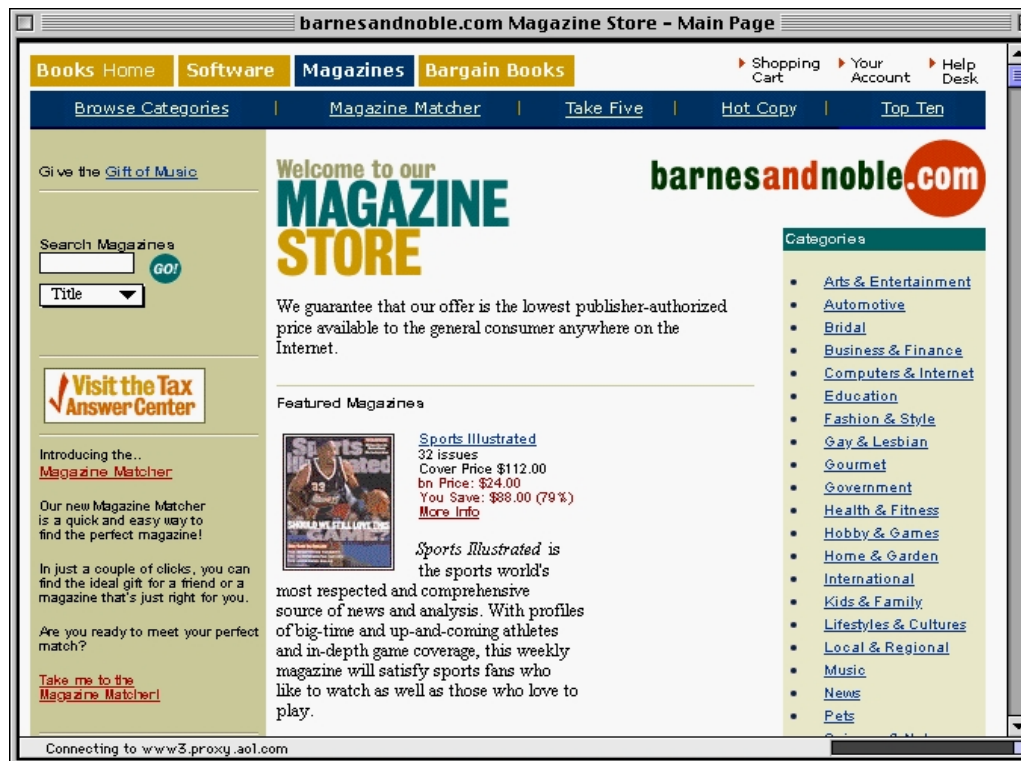 barnesandnoble.com Magazine Store - Main Page
Books Home Software Magazines Bargain Books
Shopping Cart
Your Account
Help Desk
Browse Categories | Magazine Matcher | Take Five | Hot Copy | Top Ten
Give the Gift of Music
Search Magazines
GO!
Title
Visit the Tax
Answer Center
Introducing the..
Magazine Matcher
Our new Magazine Matcher
is a quick and easy way to
find the perfect magazine!
In just a couple of clicks, you can
find the ideal gift for a friend or a
magazine that's just right for you.
Are you ready to meet your perfect
match?
Take me to the
Magazine Matcher!
Welcome to our
MAGAZINE
STORE
barnesandnoble.com
We guarantee that our offer is the lowest publisher-authorized
price available to the general consumer anywhere on the
Internet.
Featured Magazines
Sports Illustrated
33
SHOULD WE STILL LOVE THIS
GAME?
Sports Illustrated
32 issues
Cover Price $112.00
bn Price: $24.00
You Save: $88.00 (79%)
More Info
Sports Illustrated is
the sports world's
most respected and comprehensive
source of news and analysis. With profiles
of big-time and up-and-coming athletes
and in-depth game coverage, this weekly
magazine will satisfy sports fans who
like to watch as well as those who love to
play.
Categories
Arts & Entertainment
Automotive
Bridal
Business & Finance
Computers & Internet
Education
Fashion & Style
Gay & Lesbian
Gourmet
Government
Health & Fitness
Hobby & Games
Home & Garden
International
Kids & Family
Lifestyles & Cultures
Local & Regional
Music
News
Pets
Connecting to www3.proxy.aol.com